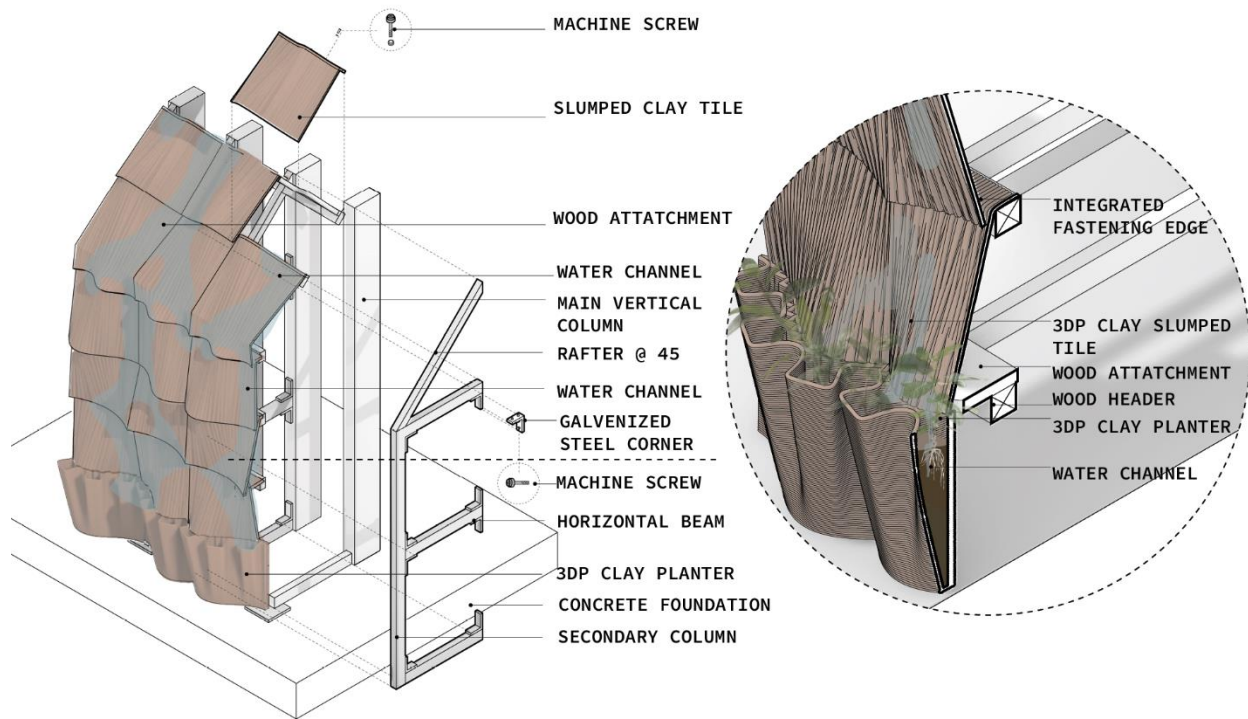 MACHINE SCREW
SLUMPED CLAY TILE
WOOD ATTATCHMENT
WATER CHANNEL
MAIN VERTICAL
COLUMN
RAFTER @ 45
WATER CHANNEL
GALVENIZED
STEEL CORNER
MACHINE SCREW
HORIZONTAL BEAM
3DP CLAY PLANTER
CONCRETE FOUNDATION
SECONDARY COLUMN
INTEGRATED
FASTENING EDGE
3DP CLAY SLUMPED
TILE
WOOD ATTATCHMENT
WOOD HEADER
3DP CLAY PLANTER
WATER CHANNEL